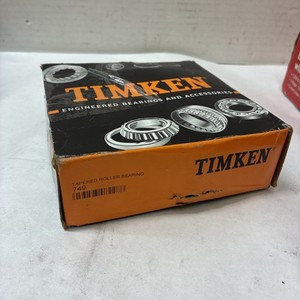 TIMKEN
ENGINEERED BEARINGS AND ACCESSORIES
TIMKEN
TAPERED ROLLER BEARING
749